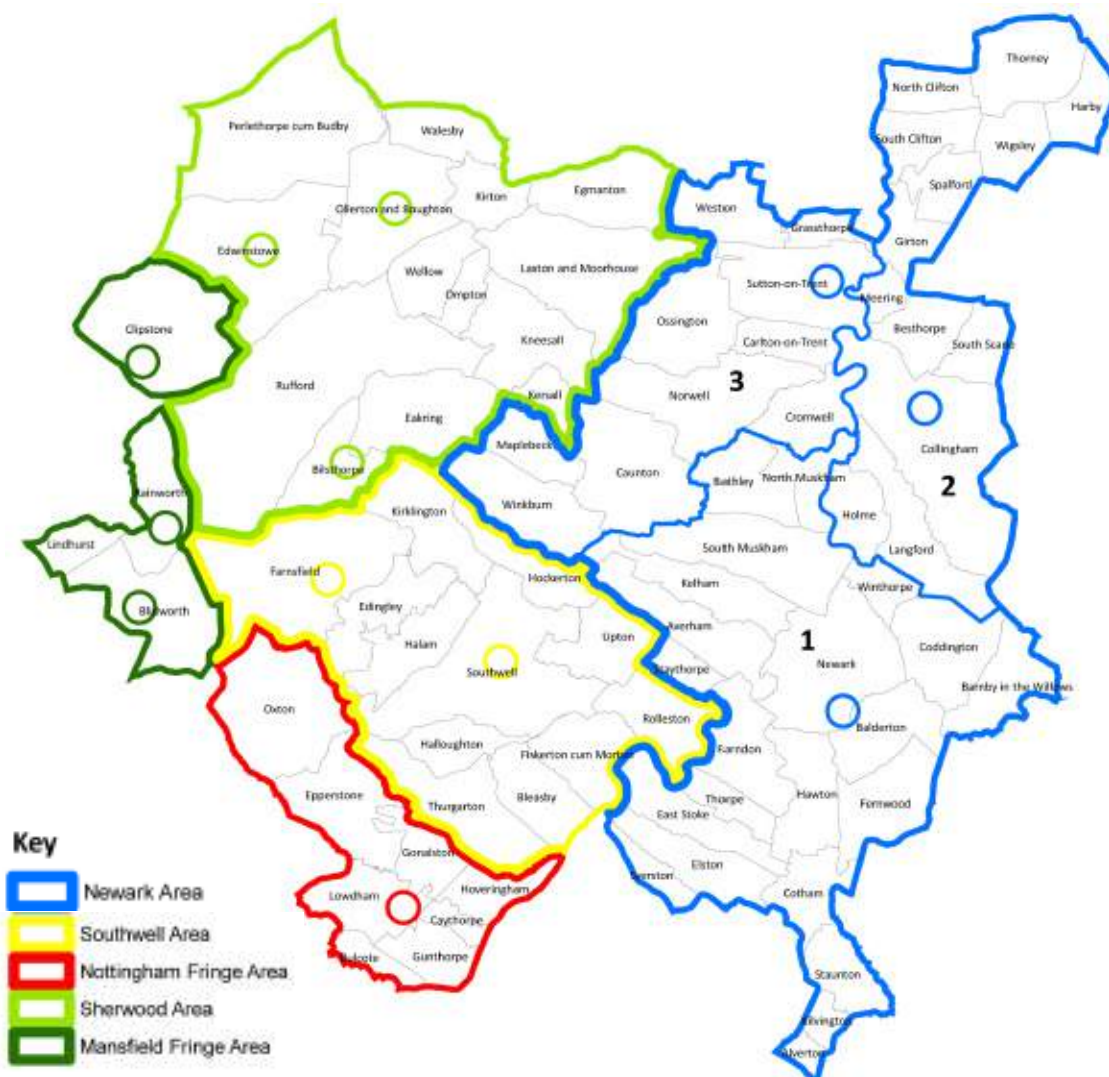 Thorney
North Clifton
Harby
Perlethorpe cum Budby
Walesby
South Clifton
Wigsley
Spalford
Kirton
Egmanton
Ollerton and Boughton
Weston
Grassthorpe
Girton
Edwinstowe
Wellow
Laxton and Moorhouse
Ompton
Sutton-on-Trent
Meering
Clipstone
Ossington
Besthorpe
Kneesall
Carlton-on-Trent
South Scarle
Rufford
3
Kersall
Norwell
Cromwell
Eakring
Maplebeck
Collingham
Bilsthorpe
Caunton
Bathley
North Muskham
2
Rainworth
Winkburn
Kirklington
Holme
Lindhurst
South Muskham
Langford
Farnsfield
Hockerton
Kelham
Winthorpe
Blidworth
Edingley
Averham
Halam
Upton
1
Coddington
Southwell
Staythorpe
Newark
Barnby in the Willows
Oxton
Rolleston
Balderton
Halloughton
Fiskerton cum Morton
Farndon
Epperstone
Bleasby
Thurgarton
Thorpe
Hawton
Fernwood
East Stoke
Gonalston
Elston
Syerston
Lowdham
Hoveringham
Cotham
Caythorpe
Bulcote
Gunthorpe
Staunton
Kilvington
Alverton
Key
Newark Area
Southwell Area
Nottingham Fringe Area
Sherwood Area
Mansfield Fringe Area